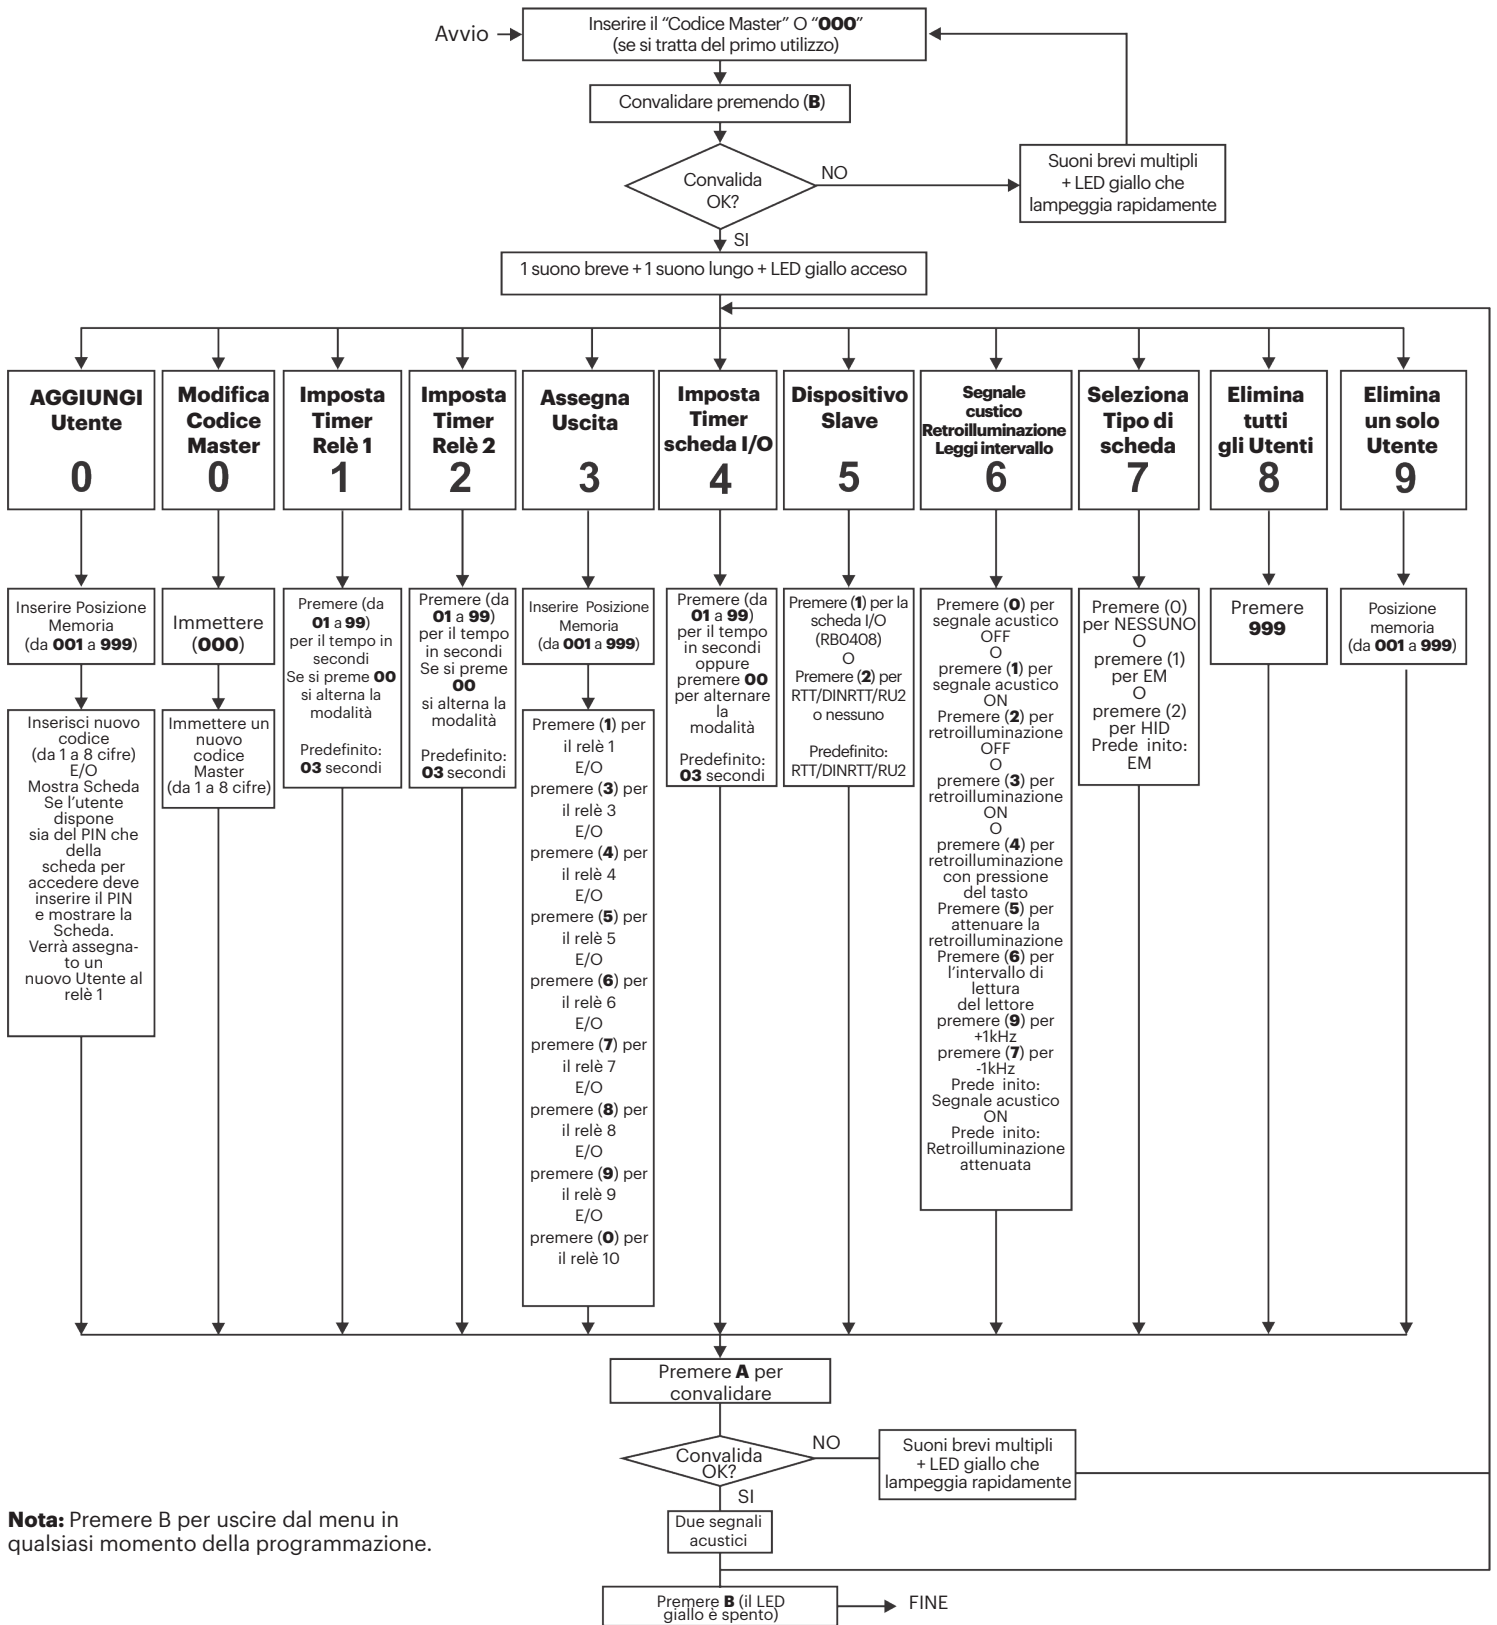 Avvio
Inserire il “Codice Master” O “000”
(se si tratta del primo utilizzo)
Convalidare premendo (B)
Convalida
OK?
NO
Suoni brevi multipli
+ LED giallo che
lampeggia rapidamente
SI
1 suono breve + 1 suono lungo + LED giallo acceso
AGGIUNGI
Utente
0
Modifica
Codice
Master
0
Imposta
Timer
Relè 1
1
Imposta
Timer
Relè 2
2
Assegna
Uscita
3
Imposta
Timer
scheda I/O
4
Dispositivo
Slave
5
Segnale
custico
Retroilluminazione
Leggi intervallo
6
Seleziona
Tipo di
scheda
7
Elimina
tutti
gli Utenti
8
Elimina
un solo
Utente
9
Inserire Posizione
Memoria
(da 001 a 999)
Inserisci nuovo
codice
(da 1 a 8 cifre)
E/O
Mostra Scheda
Se l’utente
dispone
sia del PIN che
della
scheda per
accedere deve
inserire il PIN
e mostrare la
Scheda.
Verrà assegna-
to un
nuovo Utente al
relè 1
Immettere
(000)
Immettere un
nuovo
codice
Master
(da 1 a 8 cifre)
Premere (da
01 a 99)
per il tempo in
secondi
Se si preme 00
si alterna la
modalità
Predefinito:
03 secondi
Premere (da
01 a 99)
per il tempo
in secondi
Se si preme
00
si alterna la
modalità
Predefinito:
03 secondi
Inserire Posizione
Memoria
(da 001 a 999)
Premere (1) per
il relè 1
E/O
premere (3) per
il relè 3
E/O
premere (4) per
il relè 4
E/O
premere (5) per
il relè 5
E/O
premere (6) per
il relè 6
E/O
premere (7) per
il relè 7
E/O
premere (8) per
il relè 8
E/O
premere (9) per
il relè 9
E/O
premere (0) per
il relè 10
Premere (da
01 a 99)
per il tempo
in secondi
oppure
premere 00
per alternare
la
modalità
Predefinito:
03 secondi
Premere (1) per la
scheda I/O
(RB0408)
O
Premere (2) per
RTT/DINRTT/RU2
o nessuno
Predefinito:
RTT/DINRTT/RU2
Premere (0) per
segnale acustico
OFF
O
premere (1) per
segnale acustico
ON
Premere (2) per
retroilluminazione
OFF
O
premere (3) per
retroilluminazione
ON
O
premere (4) per
retroilluminazione
con pressione
del tasto
Premere (5) per
attenuare la
retroilluminazione
Premere (6) per
l’intervallo di
lettura
del lettore
premere (9) per
+1kHz
premere (7) per
-1kHz
Prede inito:
Segnale acustico
ON
Prede inito:
Retroilluminazione
attenuata
Premere (0)
per NESSUNO
O
premere (1)
per EM
O
premere (2)
per HID
Prede inito:
EM
Premere
999
Posizione
memoria
(da 001 a 999)
Premere A per
convalidare
Convalida
OK?
NO
Suoni brevi multipli
+ LED giallo che
lampeggia rapidamente
SI
Due segnali
acustici
Nota: Premere B per uscire dal menu in
qualsiasi momento della programmazione.
Premere B (il LED
giallo è spento)
FINE